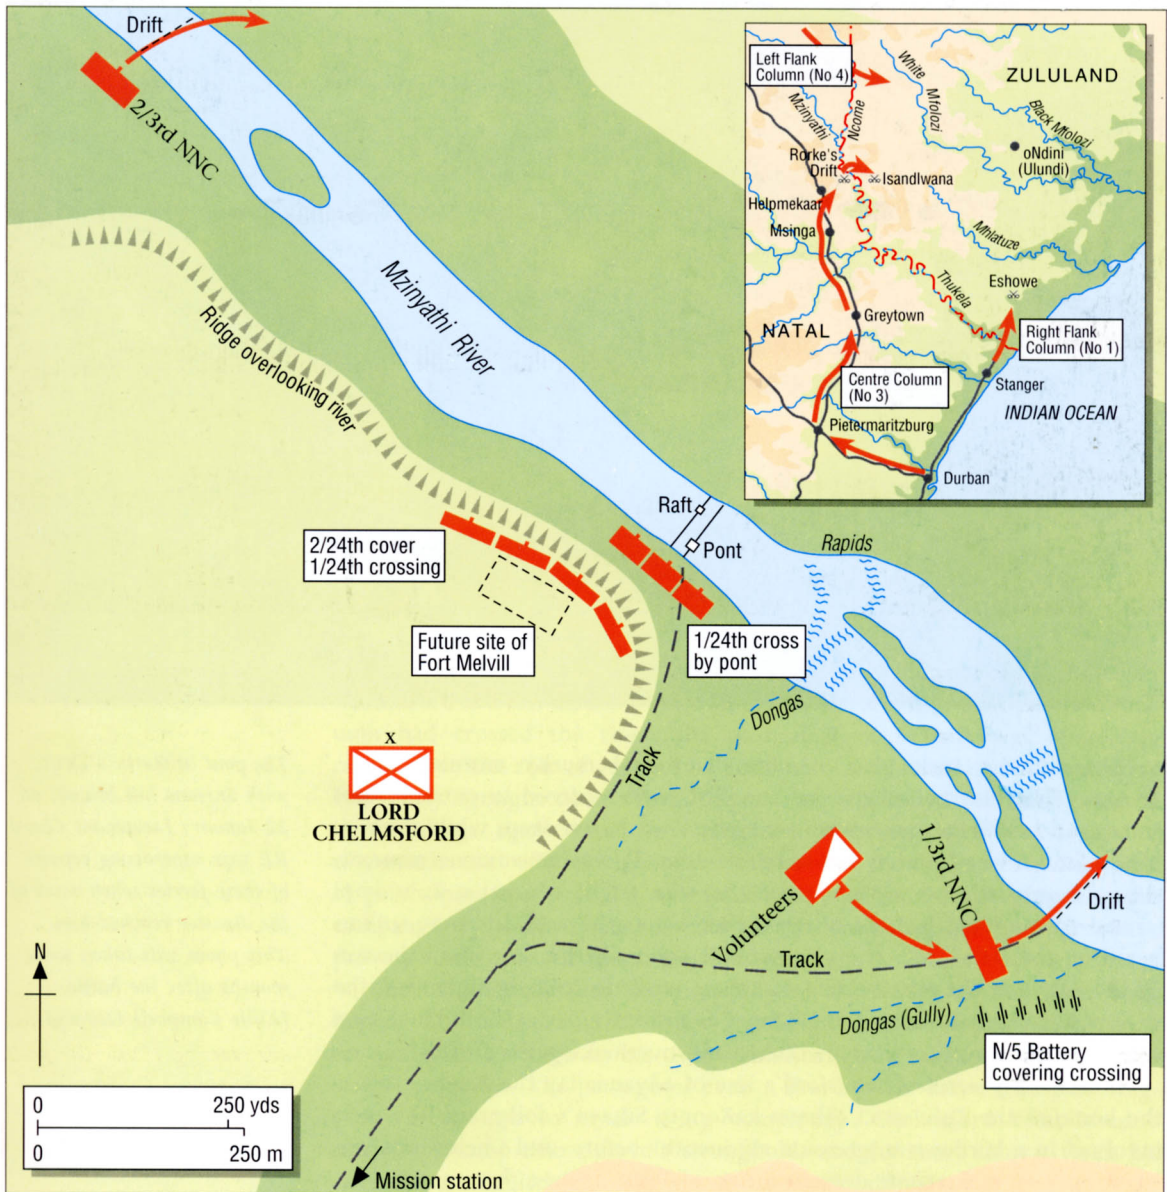 Drift
2/3rd NNC
Mzinyathi River
Ridge overlooking river
Left Flank
Column (No 4)
ZULULAND
White Mfolozi
Black Mfolozi
Mzinyathi
Ncome
oNdini
(Ulundi)
Rorke's
Drift
Isandlwana
Helpmekaar
Msinga
Mhlatuze
Thukela
Eshowe
Greytown
NATAL
Right Flank
Column (No 1)
Centre Column
(No 3)
Stanger
INDIAN OCEAN
Pietermaritzburg
Durban
Raft
Pont
Rapids
2/24th cover
1/24th crossing
Future site of
Fort Melvill
1/24th cross
by pont
Dongas
Track
X
LORD
CHELMSFORD
Volunteers
1/3rd NNC
Drift
Track
Dongas (Gully)
N/5 Battery
covering crossing
N
0 250 yds
0 250 m
Mission station